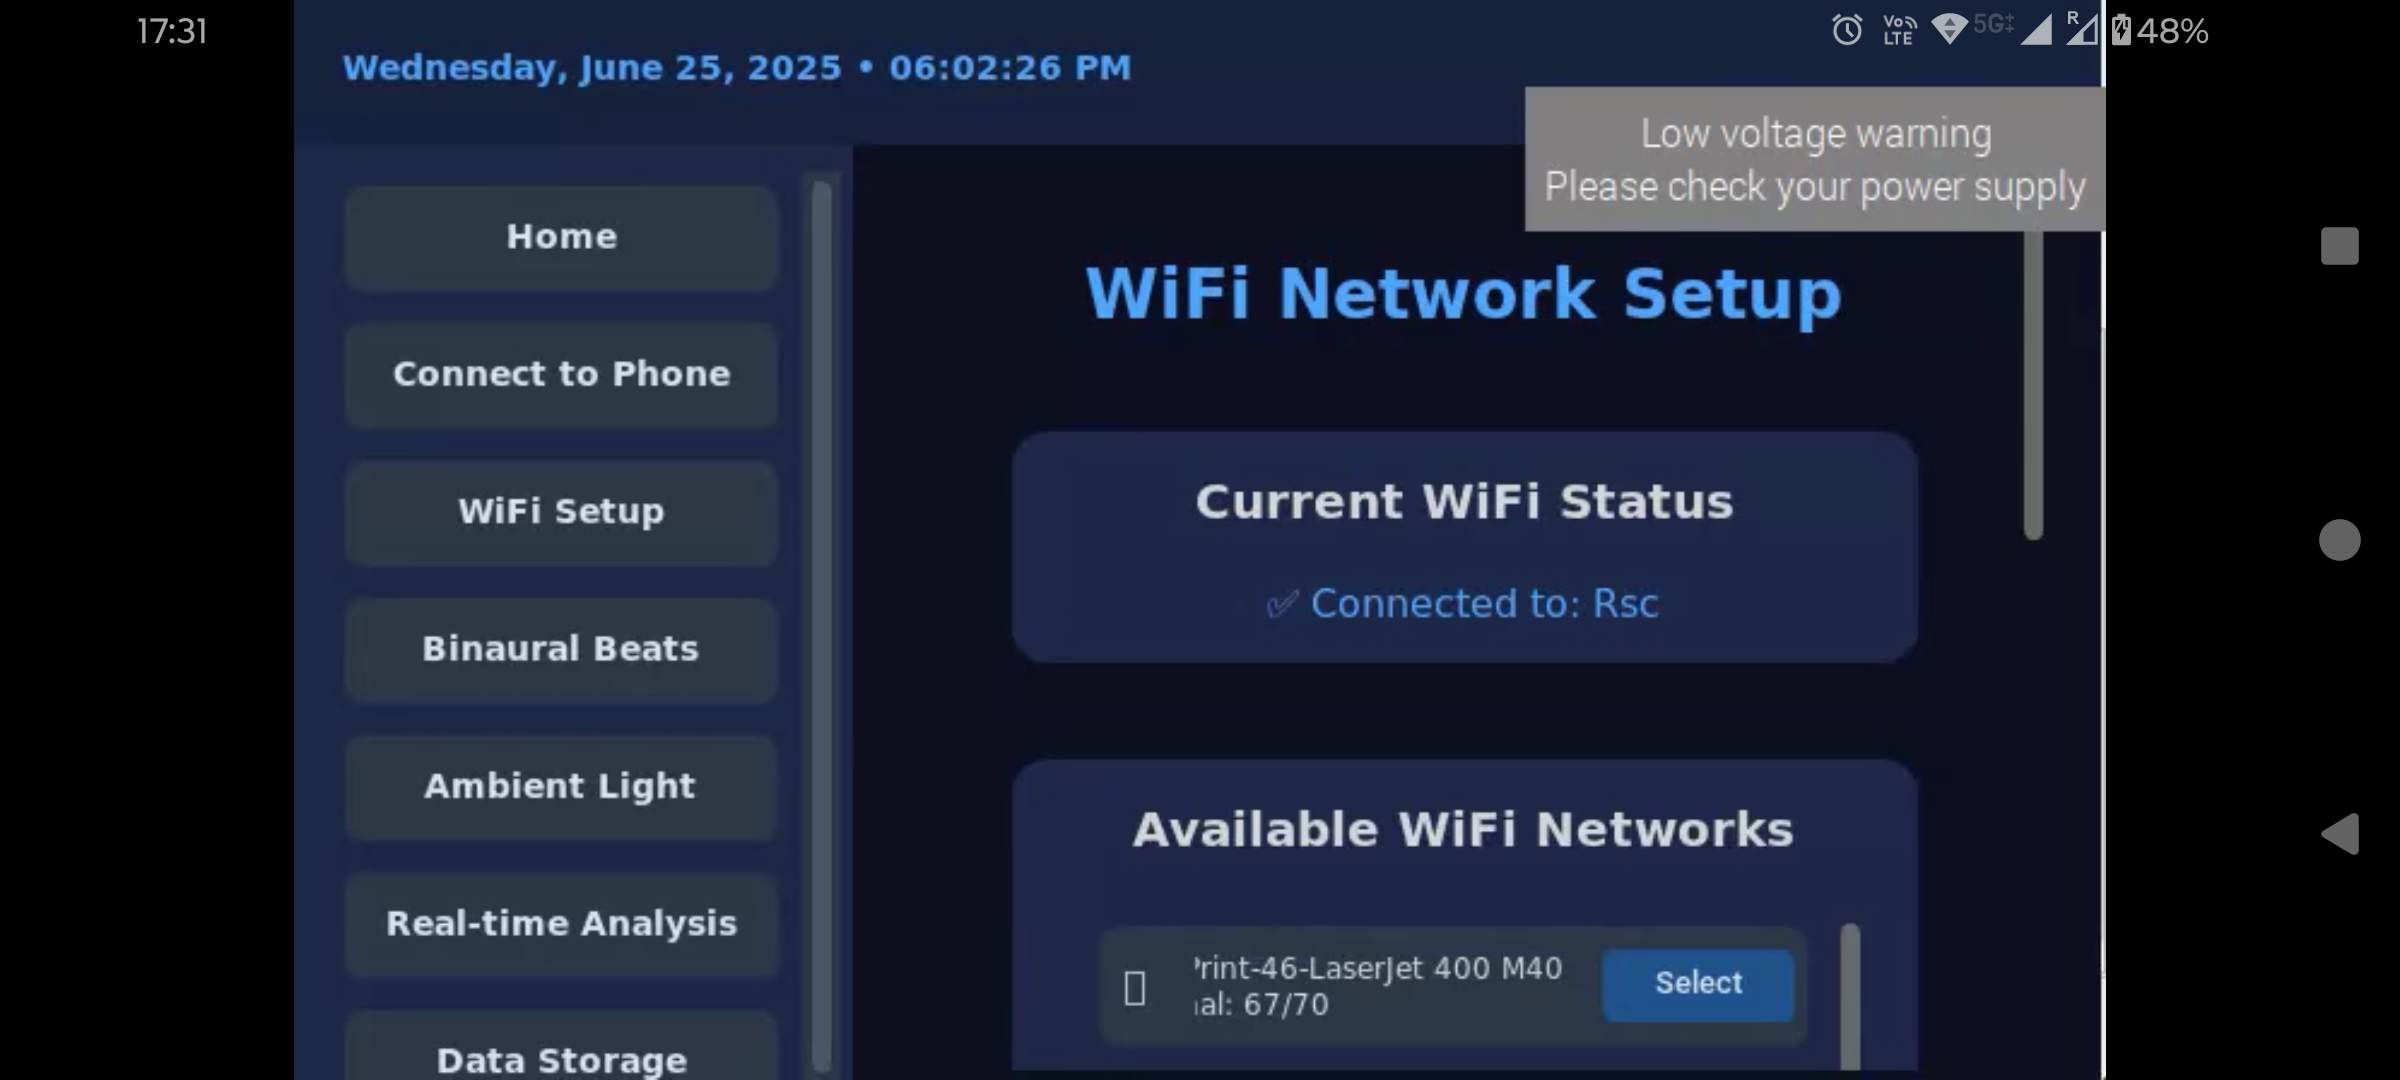 17:31
Wednesday, June 25, 2025 • 06:02:26 PM
Vo LTE
5G
R
48%
Low voltage warning
Please check your power supply
Home
Connect to Phone
WiFi Setup
Binaural Beats
Ambient Light
Real-time Analysis
Data Storage
WiFi Network Setup
Current WiFi Status
✅ Connected to: Rsc
Available WiFi Networks
Print-46-LaserJet 400 M40
al: 67/70
Select